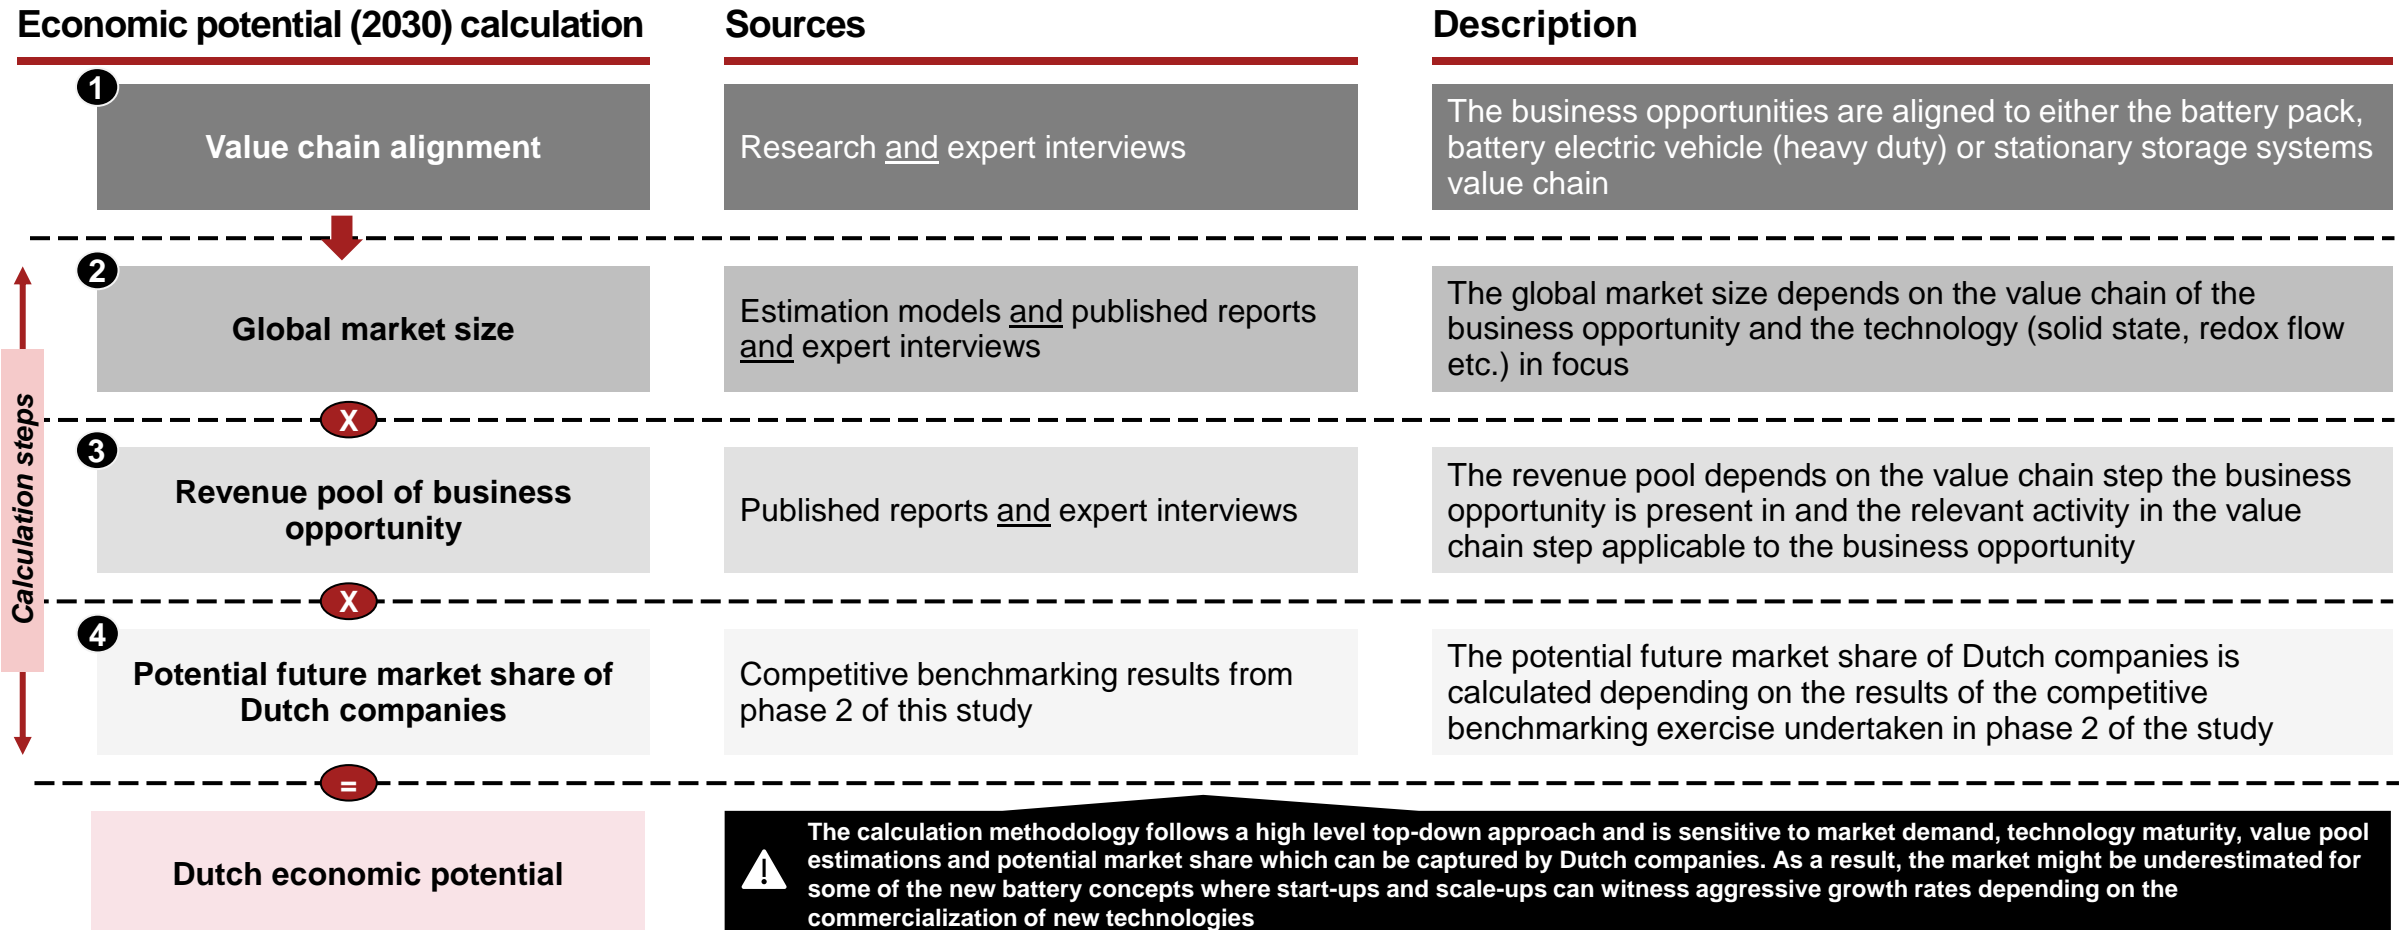 Economic potential (2030) calculation
Sources
Description
1
Value chain alignment
Research and expert interviews
The business opportunities are aligned to either the battery pack,
battery electric vehicle (heavy duty) or stationary storage systems
value chain
Calculation steps
2
Global market size
Estimation models and published reports
and expert interviews
The global market size depends on the value chain of the
business opportunity and the technology (solid state, redox flow
etc.) in focus
X
3
Revenue pool of business
opportunity
Published reports and expert interviews
The revenue pool depends on the value chain step the business
opportunity is present in and the relevant activity in the value
chain step applicable to the business opportunity
X
4
Potential future market share of
Dutch companies
Competitive benchmarking results from
phase 2 of this study
The potential future market share of Dutch companies is
calculated depending on the results of the competitive
benchmarking exercise undertaken in phase 2 of the study
=
Dutch economic potential
!
The calculation methodology follows a high level top-down approach and is sensitive to market demand, technology maturity, value pool
estimations and potential market share which can be captured by Dutch companies. As a result, the market might be underestimated for
some of the new battery concepts where start-ups and scale-ups can witness aggressive growth rates depending on the
commercialization of new technologies